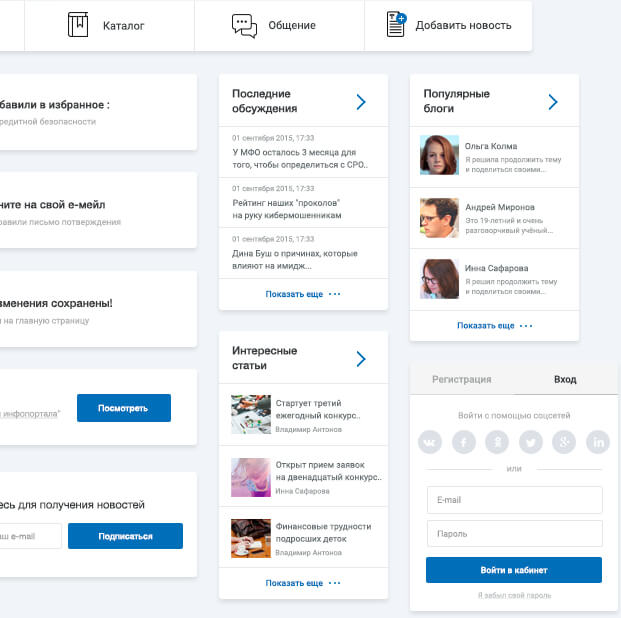 Каталог
Общение
Добавить новость
бавили в избранное :
редитной безопасности
ните на свой е-мейл
равили письмо потверждения
зменения сохранены!
на главную страницу
инфопортала"
Посмотреть
есь для получения новостей
аш e-mail
Подписаться
Последние
обсуждения
01 сентября 2015, 17:33
У МФО осталось 3 месяца для
того, чтобы определиться с СРО..
01 сентября 2015, 17:33
Рейтинг наших "проколов"
на руку кибермошенникам
01 сентября 2015, 17:33
Дина Буш о причинах, которые
влияют на имидж...
Показать еще ...
Интересные
статьи
Стартует третий
ежегодный конкурс..
Владимир Антонов
Открыт прием заявок
на двенадцатый конкурс..
Инна Сафарова
Финансовые трудности
подросших деток
Владимир Антонов
Показать еще ...
Популярные
блоги
Ольга Колма
Я решила продолжить тему
и поделиться своими...
Андрей Миронов
Это 19-летний и очень
разговорчивый учёный...
Инна Сафарова
Я решил продолжить тему
и поделиться своими...
Показать еще ...
Регистрация
Вход
Войти с помощью соцсетей
или
E-mail
Пароль
Войти в кабинет
Я забыл свой пароль